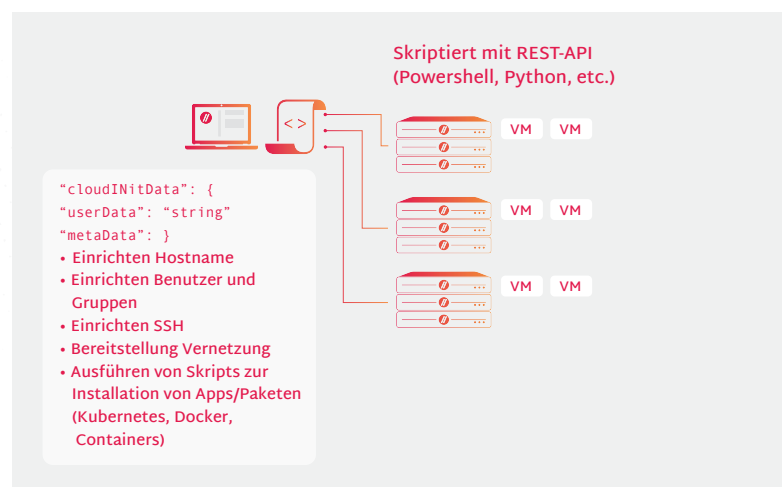 Skriptiert mit REST-API
(Powershell, Python, etc.)
< >
VM VM
VM VM
VM VM
“cloudINitData”: {
“userData”: “string”
“metaData”: }
• Einrichten Hostname
• Einrichten Benutzer und
Gruppen
• Einrichten SSH
• Bereitstellung Vernetzung
• Ausführen von Skripts zur
Installation von Apps/Paketen
(Kubernetes, Docker,
Containers)